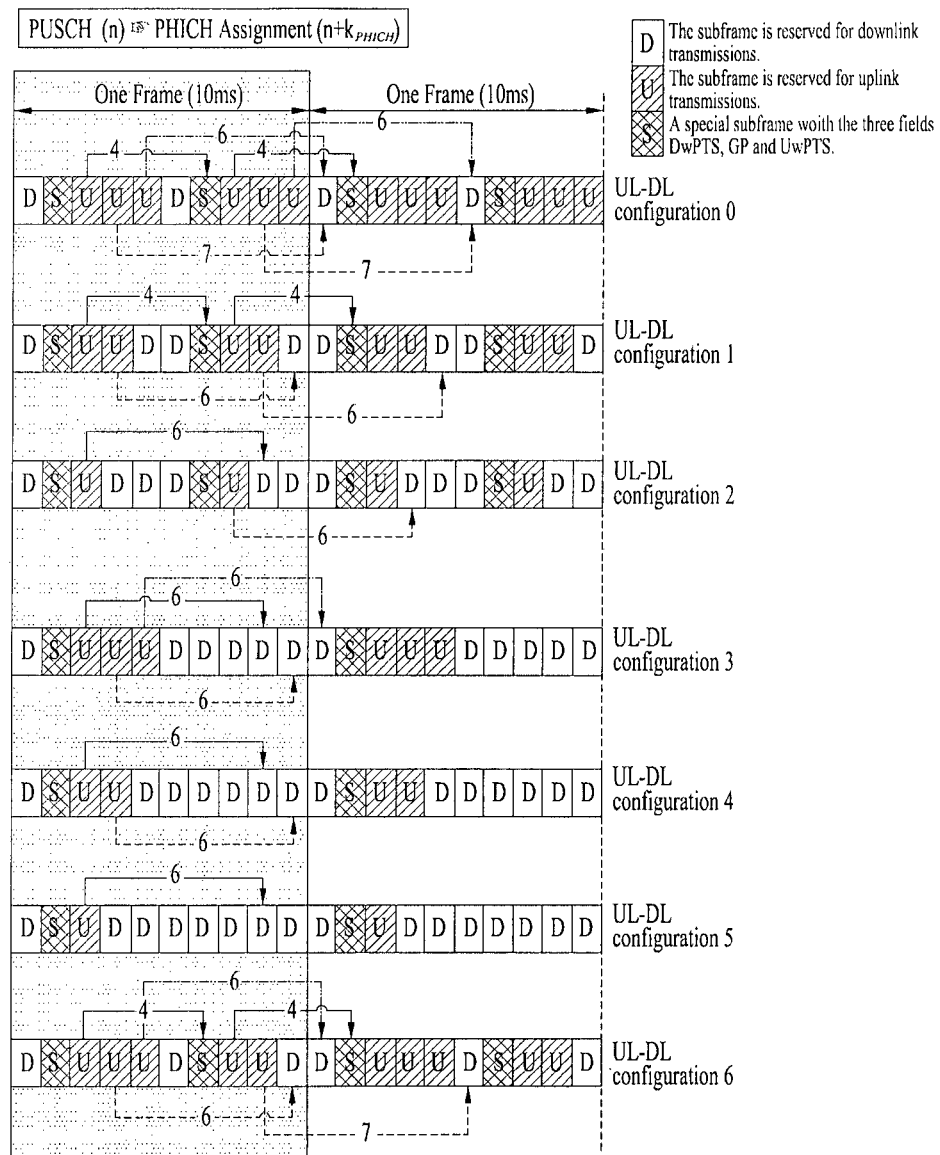 PUSCH (n) ☞ PHICH Assignment (n+k_PHICH)
D The subframe is reserved for downlink
transmissions.
U The subframe is reserved for uplink
transmissions.
S A special subframe woith the three fields
DwPTS, GP and UwPTS.
One Frame (10ms) One Frame (10ms)
6 6
4 4
D S U U U D S U U U D S U U U D S U U U
UL-DL
configuration 0
7
7
4 4
D S U U D D S U U D D S U U D D S U U D
UL-DL
configuration 1
6
6
6
D S U D D D S U D D D S U D D D S U D D
UL-DL
configuration 2
6
6
6
D S U U U D D D D D D S U U U D D D D D
UL-DL
configuration 3
6
6
D S U U D D D D D D D S U U D D D D D D
UL-DL
configuration 4
6
6
D S U D D D D D D D D S U D D D D D D D
UL-DL
configuration 5
6
4 4
D S U U U D S U U D D S U U U D S U U D
UL-DL
configuration 6
6
7